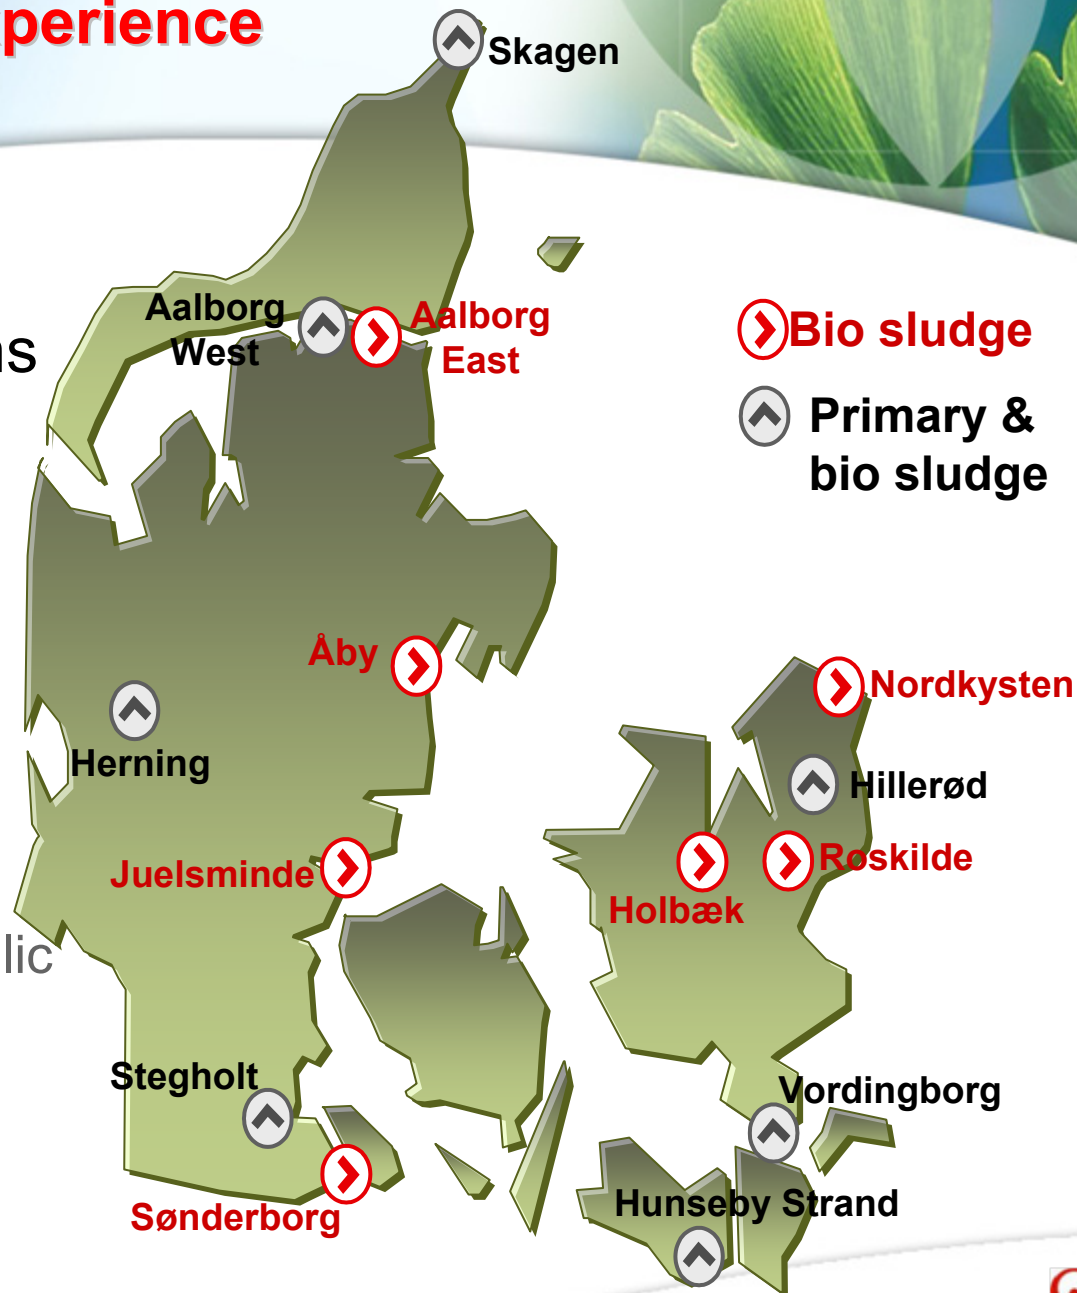 perience
Skagen
Aalborg
West
Aalborg
East
Bio sludge
ns
Primary &
bio sludge
Åby
Nordkysten
Herning
Hillerød
Juelsminde
Roskilde
Holbæk
lic
Stegholt
Vordingborg
Hunseby Strand
Sønderborg